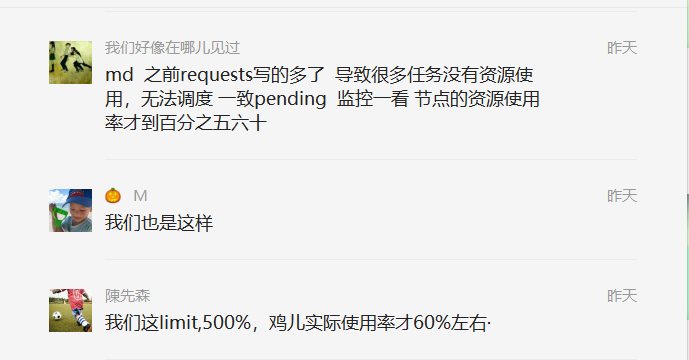 我们好像在哪儿见过 昨天
md 之前requests写的多了 导致很多任务没有资源使
用，无法调度 一致pending 监控一看 节点的资源使用
率才到百分之五六十
🎃 M 昨天
我们也是这样
陳先森 昨天
我们这limit,500%，鸡儿实际使用率才60%左右·